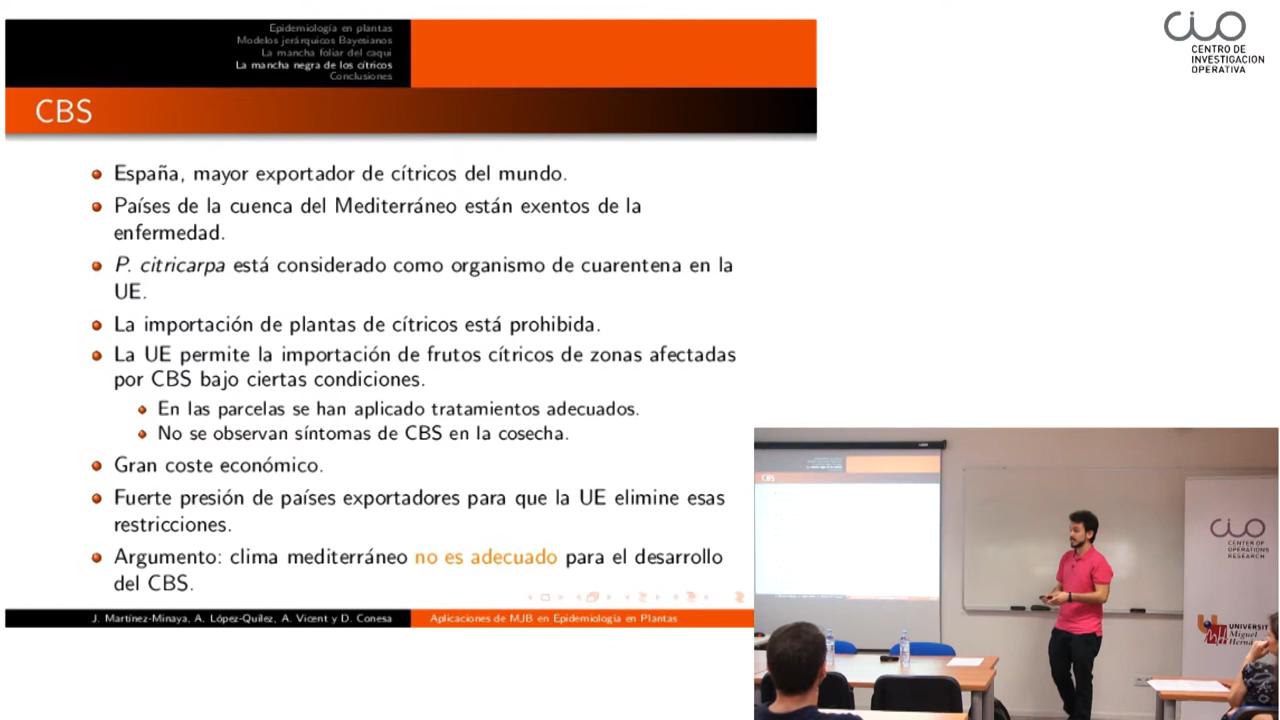 Epidemiología en plantas
Modelos jerárquicos Bayesianos
La mancha foliar del caqui
La mancha negra de los cítricos
Conclusiones
CIO
CENTRO DE
INVESTIGACION
OPERATIVA
CBS
España, mayor exportador de cítricos del mundo.
Países de la cuenca del Mediterráneo están exentos de la
enfermedad.
P. citricarpa está considerado como organismo de cuarentena en la
UE.
La importación de plantas de cítricos está prohibida.
La UE permite la importación de frutos cítricos de zonas afectadas
por CBS bajo ciertas condiciones.
En las parcelas se han aplicado tratamientos adecuados.
No se observan síntomas de CBS en la cosecha.
Gran coste económico.
Fuerte presión de países exportadores para que la UE elimine esas
restricciones.
Argumento: clima mediterráneo no es adecuado para el desarrollo
del CBS.
J. Martínez-Minaya, A. López-Quílez, A. Vicent y D. Conesa
Aplicaciones de MJB en Epidemiología en Plantas
CBS
CIO
CENTER OF
OPERATIONS
RESEARCH
UNIVERSIT
Miguel
Hern